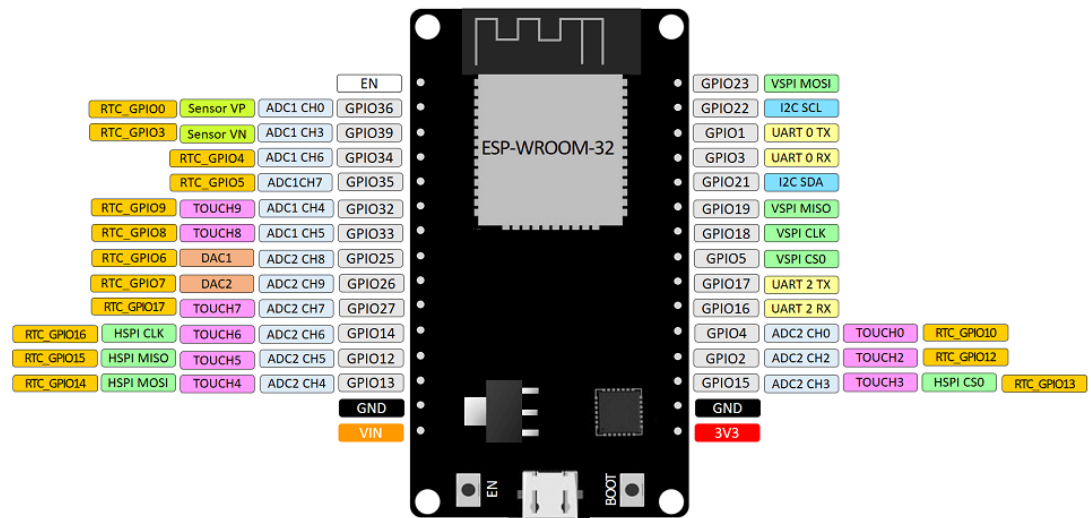 EN GPIO23 VSPI MOSI
RTC_GPIO0 Sensor VP ADC1 CH0 GPIO36 GPIO22 I2C SCL
RTC_GPIO3 Sensor VN ADC1 CH3 GPIO39 GPIO1 UART 0 TX
RTC_GPIO4 ADC1 CH6 GPIO34 ESP-WROOM-32 GPIO3 UART 0 RX
RTC_GPIO5 ADC1CH7 GPIO35 GPIO21 I2C SDA
RTC_GPIO9 TOUCH9 ADC1 CH4 GPIO32 GPIO19 VSPI MISO
RTC_GPIO8 TOUCH8 ADC1 CH5 GPIO33 GPIO18 VSPI CLK
RTC_GPIO6 DAC1 ADC2 CH8 GPIO25 GPIO5 VSPI CS0
RTC_GPIO7 DAC2 ADC2 CH9 GPIO26 GPIO17 UART 2 TX
RTC_GPIO17 TOUCH7 ADC2 CH7 GPIO27 GPIO16 UART 2 RX
RTC_GPIO16 HSPI CLK TOUCH6 ADC2 CH6 GPIO14 GPIO4 ADC2 CH0 TOUCH0 RTC_GPIO10
RTC_GPIO15 HSPI MISO TOUCH5 ADC2 CH5 GPIO12 GPIO2 ADC2 CH2 TOUCH2 RTC_GPIO12
RTC_GPIO14 HSPI MOSI TOUCH4 ADC2 CH4 GPIO13 GPIO15 ADC2 CH3 TOUCH3 HSPI CS0 RTC_GPIO13
GND GND
VIN 3V3
EN BOOT